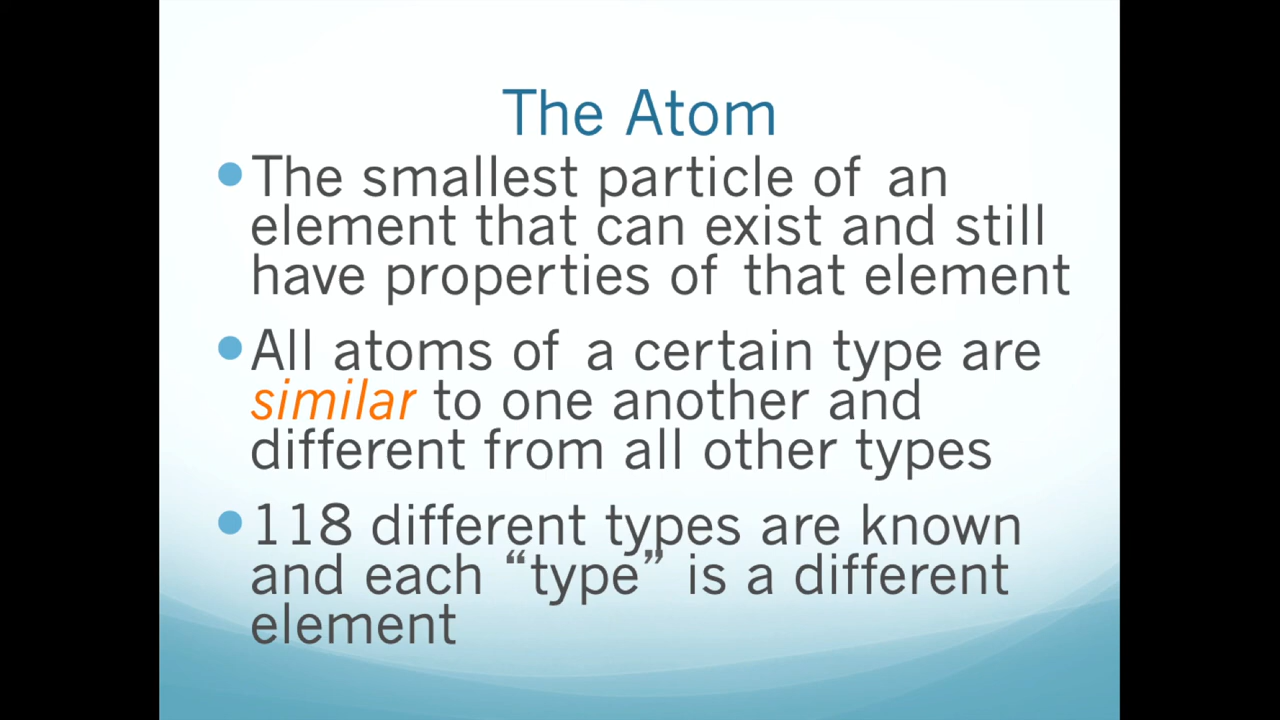 The Atom
•The smallest particle of an
element that can exist and still
have properties of that element
•All atoms of a certain type are
similar to one another and
different from all other types
•118 different types are known
and each “type” is a different
element